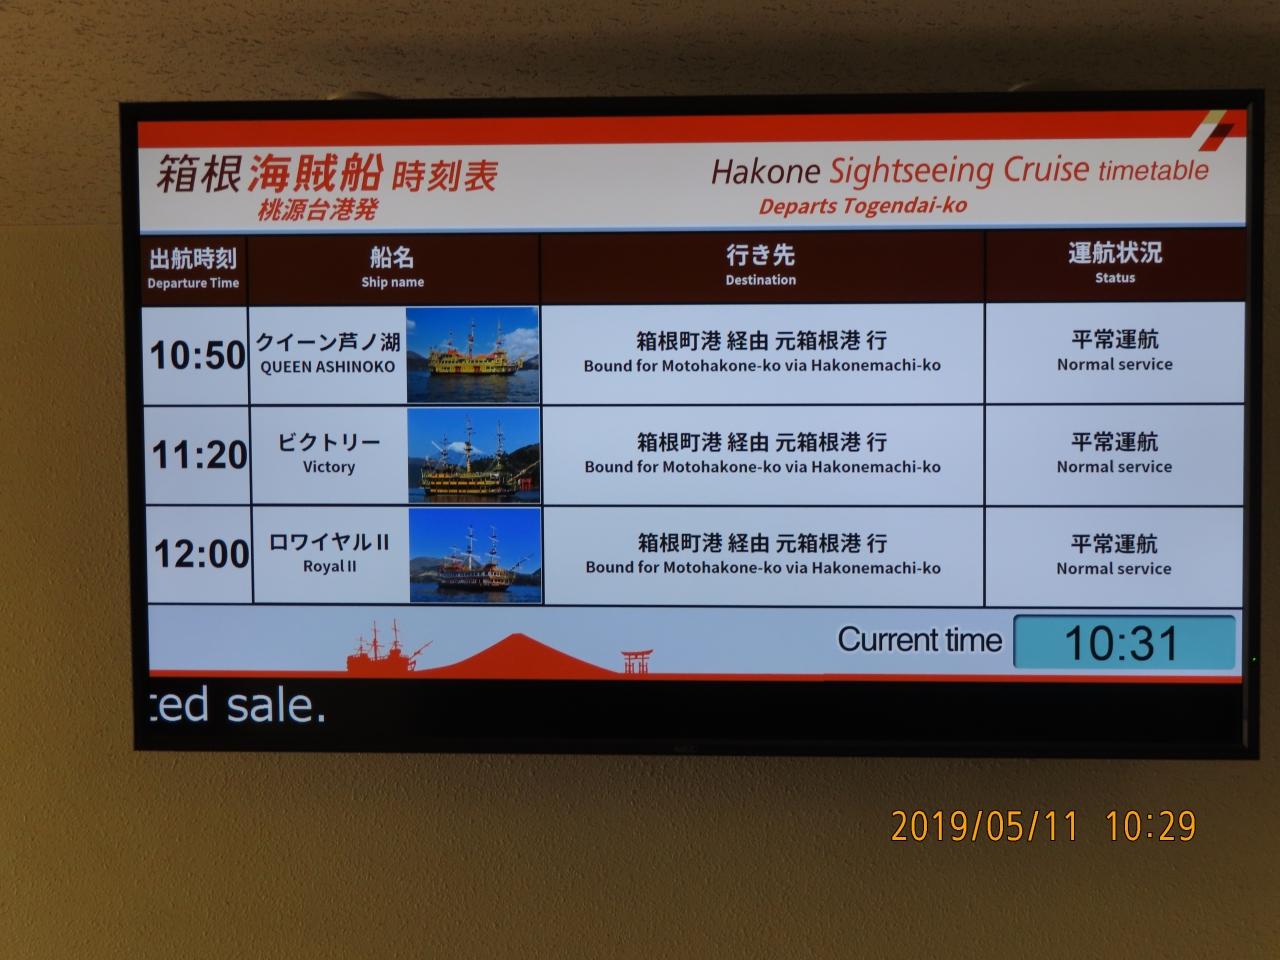 箱根海賊船時刻表
桃源台港発
Hakone Sightseeing Cruise timetable
Departs Togendai-ko
出航時刻
Departure Time
船名
Ship name
行き先
Destination
運航状況
Status
10:50
クイーン芦ノ湖
QUEEN ASHINOKO
箱根町港 経由 元箱根港 行
Bound for Motohakone-ko via Hakonemachi-ko
平常運航
Normal service
11:20
ビクトリー
Victory
箱根町港 経由 元箱根港 行
Bound for Motohakone-ko via Hakonemachi-ko
平常運航
Normal service
12:00
ロワイヤルII
RoyalII
箱根町港 経由 元箱根港 行
Bound for Motohakone-ko via Hakonemachi-ko
平常運航
Normal service
Current time 10:31
sale.
2019/05/11 10:29